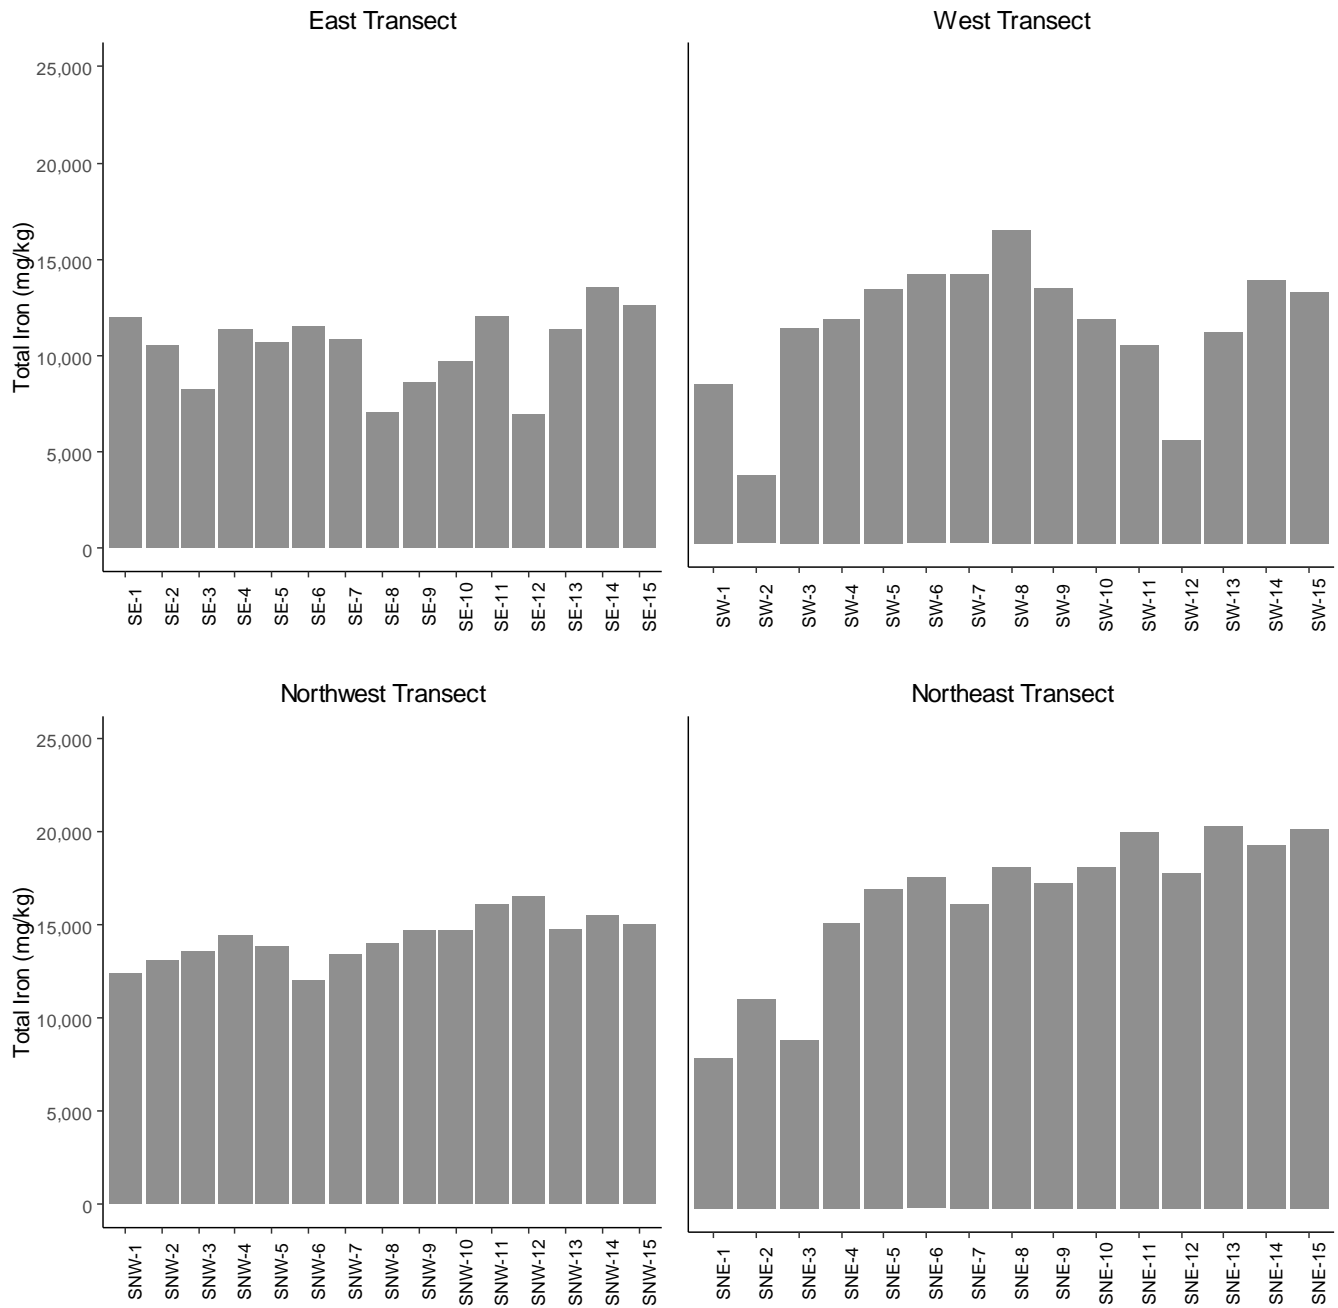 East Transect
West Transect
Total Iron (mg/kg)
25,000
20,000
15,000
10,000
5,000
0
SE-1
SE-2
SE-3
SE-4
SE-5
SE-6
SE-7
SE-8
SE-9
SE-10
SE-11
SE-12
SE-13
SE-14
SE-15
SW-1
SW-2
SW-3
SW-4
SW-5
SW-6
SW-7
SW-8
SW-9
SW-10
SW-11
SW-12
SW-13
SW-14
SW-15
Northwest Transect
Northeast Transect
Total Iron (mg/kg)
25,000
20,000
15,000
10,000
5,000
0
SNW-1
SNW-2
SNW-3
SNW-4
SNW-5
SNW-6
SNW-7
SNW-8
SNW-9
SNW-10
SNW-11
SNW-12
SNW-13
SNW-14
SNW-15
SNE-1
SNE-2
SNE-3
SNE-4
SNE-5
SNE-6
SNE-7
SNE-8
SNE-9
SNE-10
SNE-11
SNE-12
SNE-13
SNE-14
SNE-15